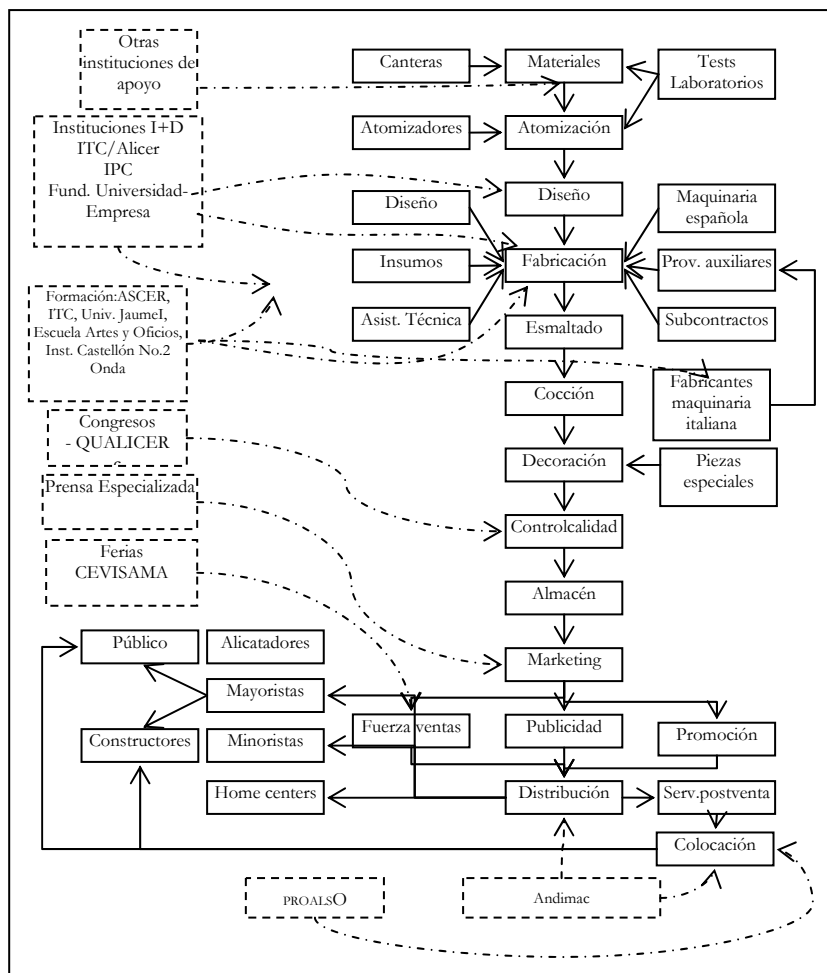 Otras
instituciones de
apoyo
Canteras
Materiales
Tests
Laboratorios
Instituciones I+D
ITC/Alicer
IPC
Fund. Universidad-
Empresa
Atomizadores
Atomización
Diseño
Diseño
Maquinaria
española
Insumos
Fabricación
Prov. auxiliares
Formación:ASCER,
ITC, Univ. JaumeI,
Escuela Artes y Oficios,
Inst. Castellón No.2
Onda
Asist. Técnica
Esmaltado
Subcontractos
Cocción
Fabricantes
maquinaria
italiana
Congresos
- QUALICER
Decoración
Piezas
especiales
Prensa Especializada
Controlcalidad
Ferias
CEVISAMA
Almacén
Público
Alicatadores
Marketing
Mayoristas
Constructores
Minoristas
Fuerza ventas
Publicidad
Promoción
Home centers
Distribución
Serv.postventa
Colocación
PROALSO
Andimac